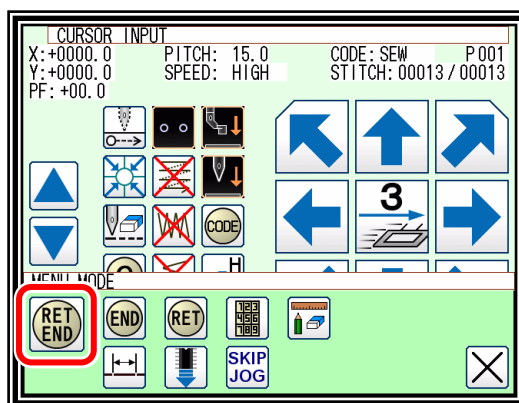 CURSOR INPUT
X:+0000.0 PITCH: 15.0 CODE:SEW P001
Y:+0000.0 SPEED: HIGH STITCH:00013/00013
PF:+00.0
3
CODE
H
MENU MODE
RET END
END
RET
123
456
789
SKIP
JOG